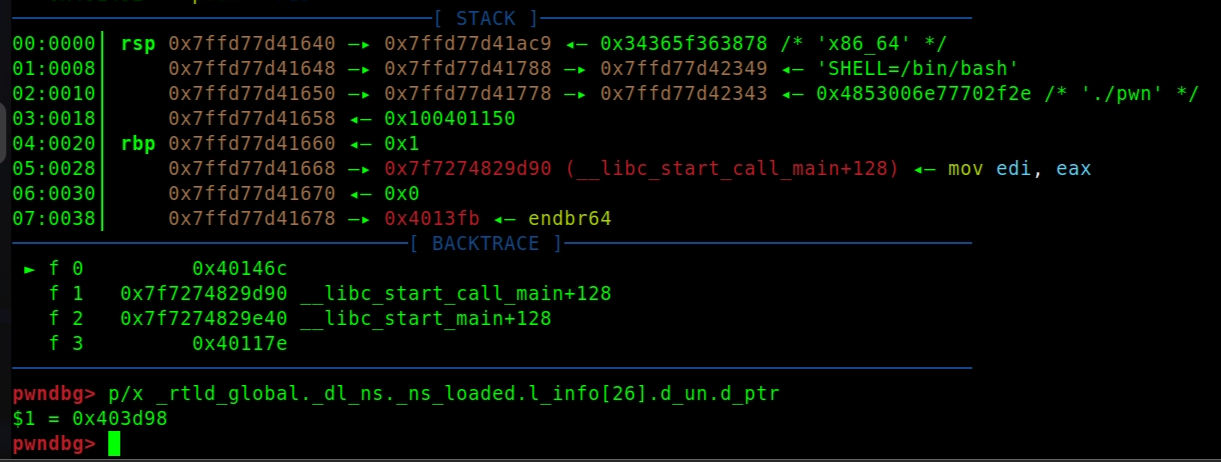 [ STACK ]
00:0000│ rsp 0x7ffd77d41640 —▸ 0x7ffd77d41ac9 ◂— 0x34365f363878 /* 'x86_64' */
01:0008│     0x7ffd77d41648 —▸ 0x7ffd77d41788 —▸ 0x7ffd77d42349 ◂— 'SHELL=/bin/bash'
02:0010│     0x7ffd77d41650 —▸ 0x7ffd77d41778 —▸ 0x7ffd77d42343 ◂— 0x4853006e77702f2e /* './pwn' */
03:0018│     0x7ffd77d41658 ◂— 0x100401150
04:0020│ rbp 0x7ffd77d41660 ◂— 0x1
05:0028│     0x7ffd77d41668 —▸ 0x7f7274829d90 (__libc_start_call_main+128) ◂— mov edi, eax
06:0030│     0x7ffd77d41670 ◂— 0x0
07:0038│     0x7ffd77d41678 —▸ 0x4013fb ◂— endbr64
[ BACKTRACE ]
► f 0         0x40146c
f 1   0x7f7274829d90 __libc_start_call_main+128
f 2   0x7f7274829e40 __libc_start_main+128
f 3         0x40117e
pwndbg> p/x _rtld_global._dl_ns._ns_loaded.l_info[26].d_un.d_ptr
$1 = 0x403d98
pwndbg>